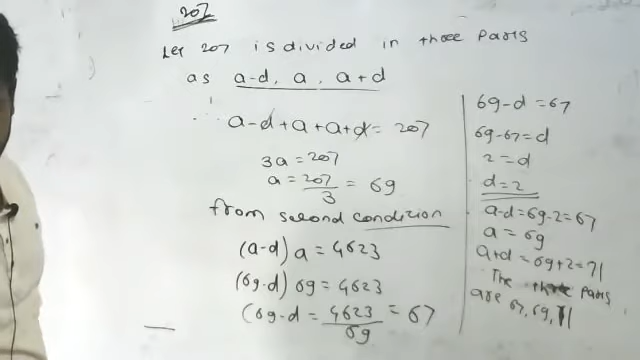 207
Let 207 is divided in three parts
as a-d, a, a+d
∴ a-d+a+a+d=207
3a=207
a=207/3=69
from second condition
(a-d) a = 4623
(69-d) 69 = 4623
(69-d = 4623/69 = 67
69-d=67
69-67=d
2=d
d=2
a-d=69-2=67
a=69
a+d=69+2=71
The three parts
are 67, 69, 71